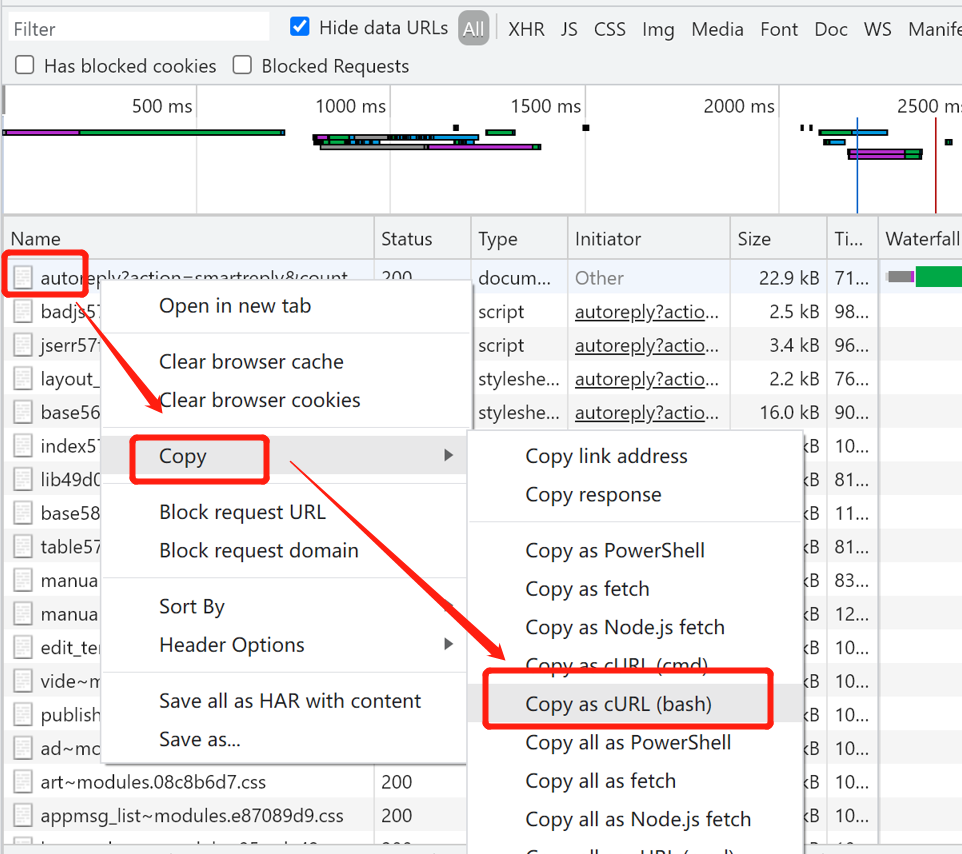 Filter Hide data URLs All XHR JS CSS Img Media Font Doc WS Manife
Has blocked cookies Blocked Requests
500 ms 1000 ms 1500 ms 2000 ms 2500 ms
Name Status Type Initiator Size Ti... Waterfall
autoreply?action=smartreply&count 200 docum... Other 22.9 kB 71...
badjs57 script autoreply?actio... 2.5 kB 98...
jserr57 script autoreply?actio... 3.4 kB 96...
layout_ styleshe... autoreply?actio... 2.2 kB 76...
base56 styleshe... autoreply?actio... 16.0 kB 90...
index57 kB 10...
lib49d0 kB 81...
base58 kB 11...
table57 kB 81...
manua kB 83...
manua kB 12...
edit_te kB 10...
vide~m kB 10...
publish kB 10...
ad~mo kB 10...
art~modules.08c8b6d7.css 200 kB 10...
appmsg_list~modules.e87089d9.css 200 kB 10...
Open in new tab
Clear browser cache
Clear browser cookies
Copy
Block request URL
Block request domain
Sort By
Header Options
Save all as HAR with content
Save as...
Copy link address
Copy response
Copy as PowerShell
Copy as fetch
Copy as Node.js fetch
Copy as cURL (cmd)
Copy as cURL (bash)
Copy all as PowerShell
Copy all as fetch
Copy all as Node.js fetch